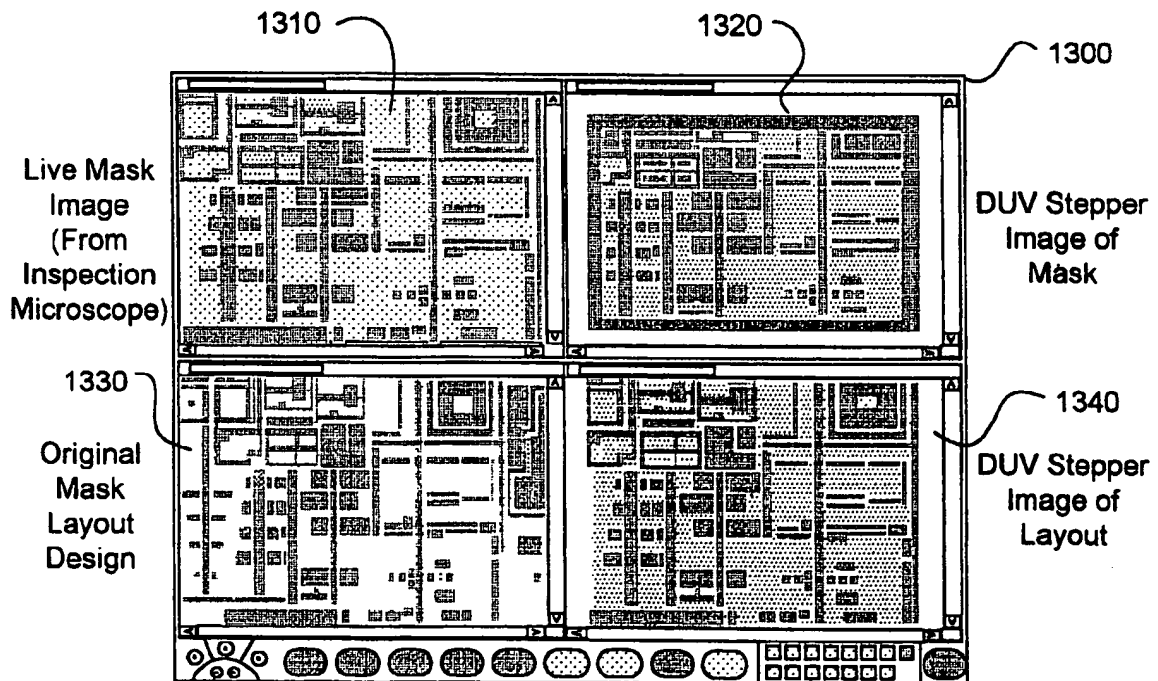 1310
1320
1300
Live Mask
Image
(From
Inspection
Microscope)
DUV Stepper
Image of
Mask
1330
Original
Mask
Layout
Design
1340
DUV Stepper
Image of
Layout